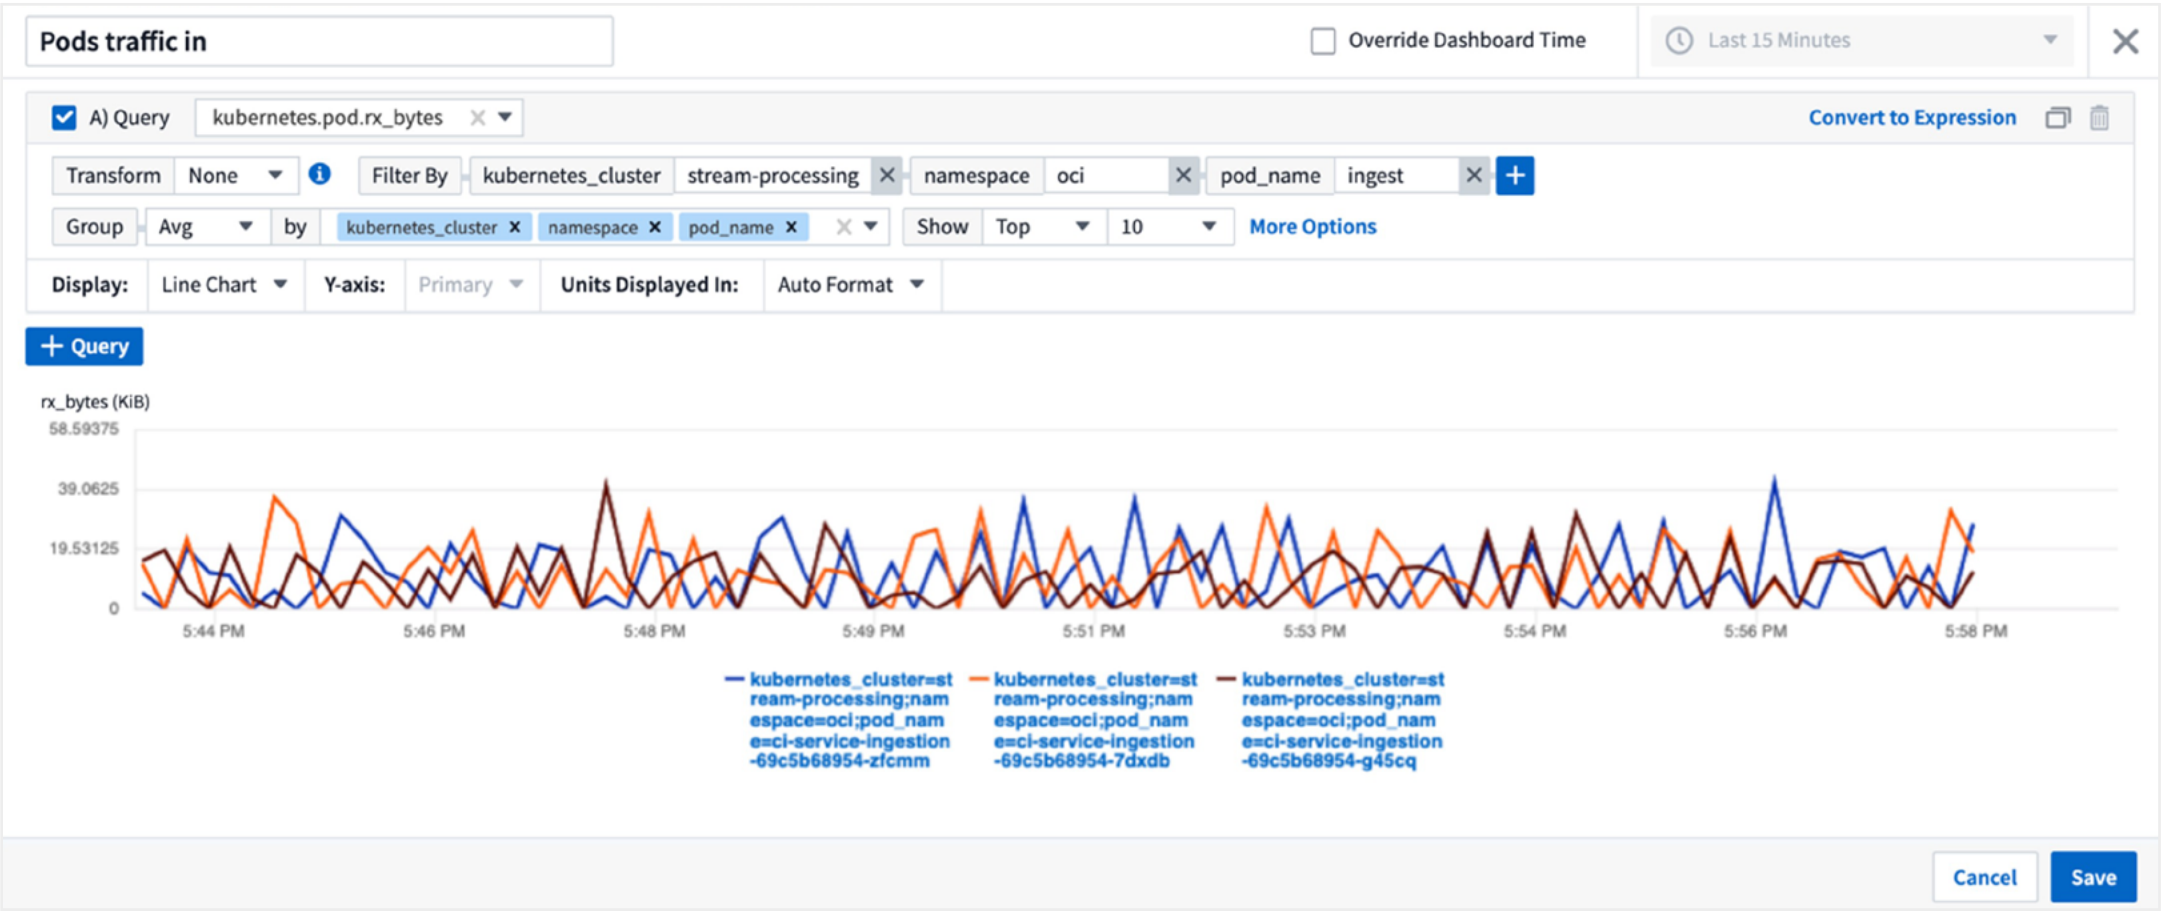 Pods traffic in
Override Dashboard Time
Last 15 Minutes
A) Query kubernetes.pod.rx_bytes
Convert to Expression
Transform None Filter By kubernetes_cluster stream-processing namespace oci pod_name ingest
Group Avg by kubernetes_cluster namespace pod_name Show Top 10 More Options
Display: Line Chart Y-axis: Primary Units Displayed In: Auto Format
+ Query
rx_bytes (KiB)
58.59375
39.0625
19.53125
0
5:44 PM 5:46 PM 5:48 PM 5:49 PM 5:51 PM 5:53 PM 5:54 PM 5:56 PM 5:58 PM
kubernetes_cluster=st
ream-processing;nam
espace=oci;pod_nam
e=ci-service-ingestion
-69c5b68954-zfcmm
kubernetes_cluster=st
ream-processing;nam
espace=oci;pod_nam
e=ci-service-ingestion
-69c5b68954-7dxdb
kubernetes_cluster=st
ream-processing;nam
espace=oci;pod_nam
e=ci-service-ingestion
-69c5b68954-g45cq
Cancel Save